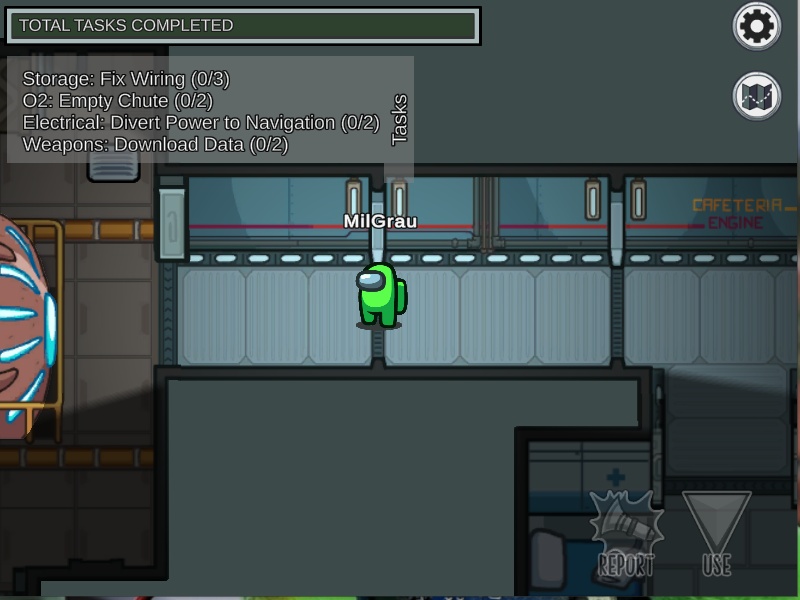 TOTAL TASKS COMPLETED
Storage: Fix Wiring (0/3)
O2: Empty Chute (0/2)
Electrical: Divert Power to Navigation (0/2)
Weapons: Download Data (0/2)
Tasks
MilGrau
CAFETERIA
ENGINE
REPORT
USE